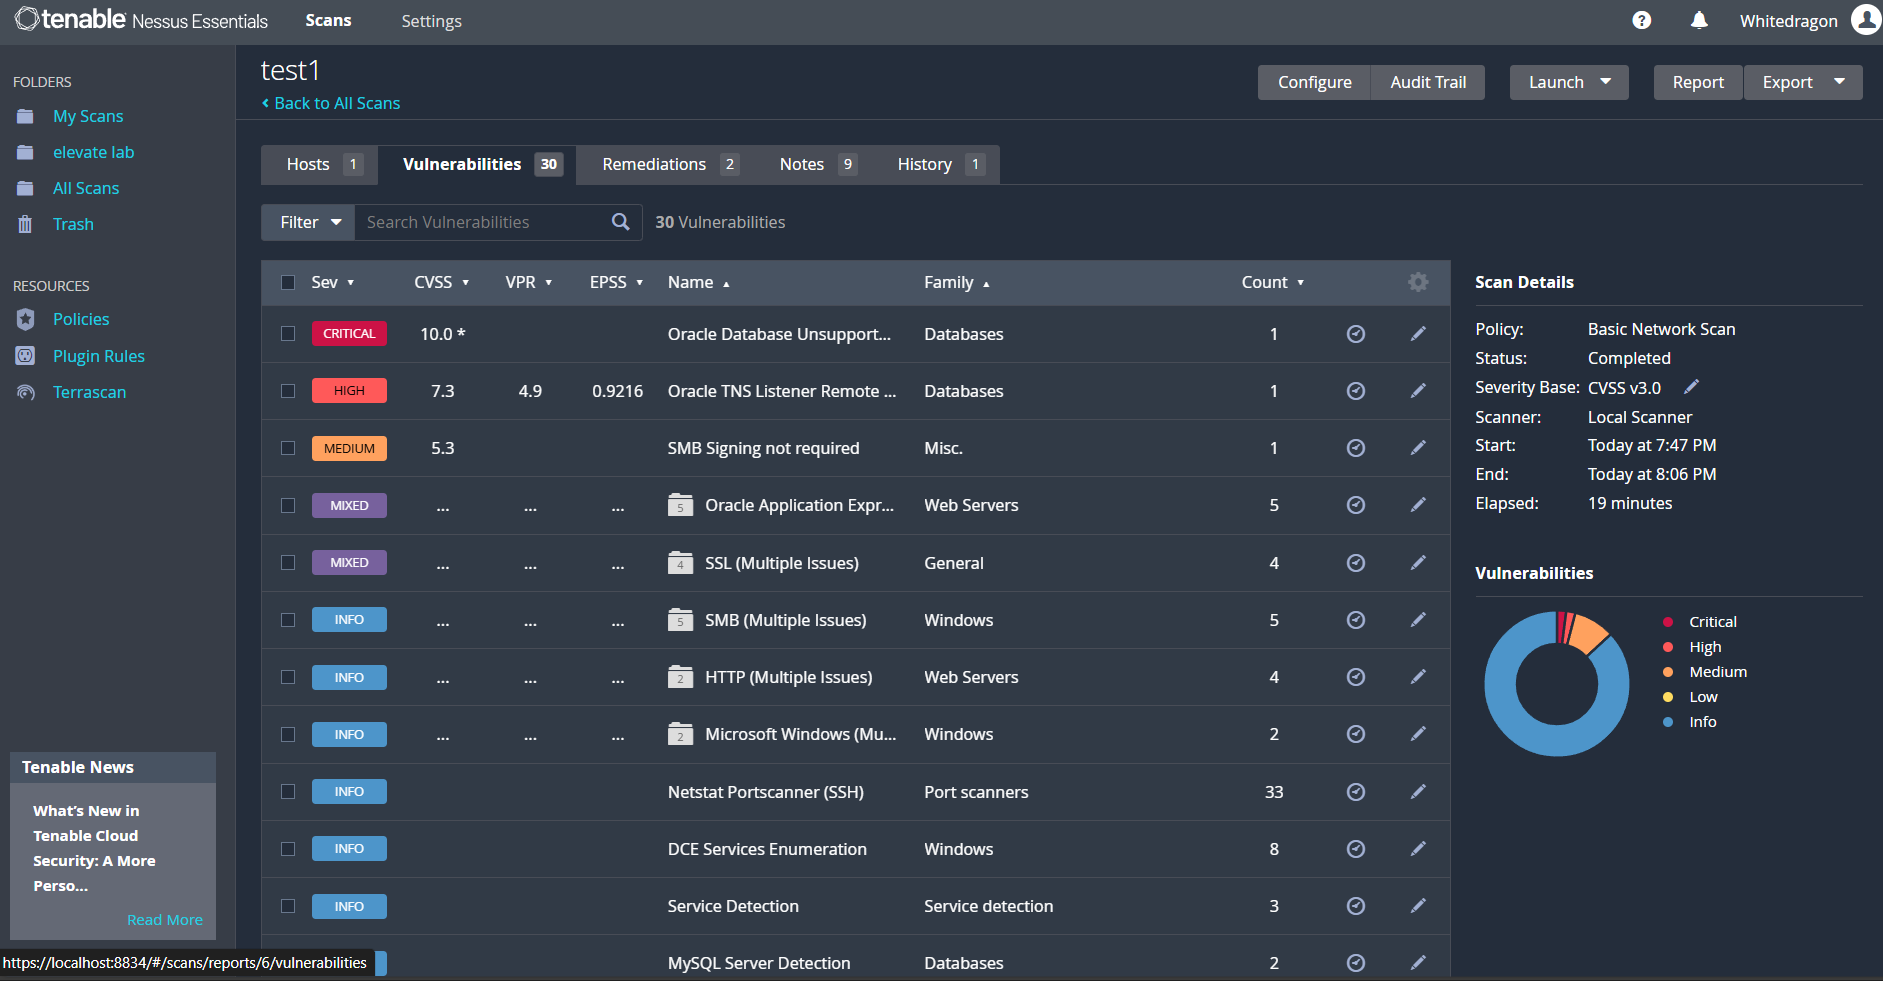 tenable Nessus Essentials Scans Settings Whitedragon
FOLDERS
My Scans
elevate lab
All Scans
Trash
RESOURCES
Policies
Plugin Rules
Terrascan
Tenable News
What's New in
Tenable Cloud
Security: A More
Perso...
Read More
https://localhost:8834/#/scans/reports/6/vulnerabilities
test1
Back to All Scans
Configure Audit Trail Launch Report Export
Hosts 1 Vulnerabilities 30 Remediations 2 Notes 9 History 1
Filter Search Vulnerabilities 30 Vulnerabilities
Sev CVSS VPR EPSS Name Family Count
CRITICAL 10.0 * Oracle Database Unsupport... Databases 1
HIGH 7.3 4.9 0.9216 Oracle TNS Listener Remote ... Databases 1
MEDIUM 5.3 SMB Signing not required Misc. 1
MIXED ... ... ... 5 Oracle Application Expr... Web Servers 5
MIXED ... ... ... 4 SSL (Multiple Issues) General 4
INFO ... ... ... 5 SMB (Multiple Issues) Windows 5
INFO ... ... ... 2 HTTP (Multiple Issues) Web Servers 4
INFO ... ... ... 2 Microsoft Windows (Mu... Windows 2
INFO Netstat Portscanner (SSH) Port scanners 33
INFO DCE Services Enumeration Windows 8
INFO Service Detection Service detection 3
MySQL Server Detection Databases 2
Scan Details
Policy: Basic Network Scan
Status: Completed
Severity Base: CVSS v3.0
Scanner: Local Scanner
Start: Today at 7:47 PM
End: Today at 8:06 PM
Elapsed: 19 minutes
Vulnerabilities
Critical
High
Medium
Low
Info